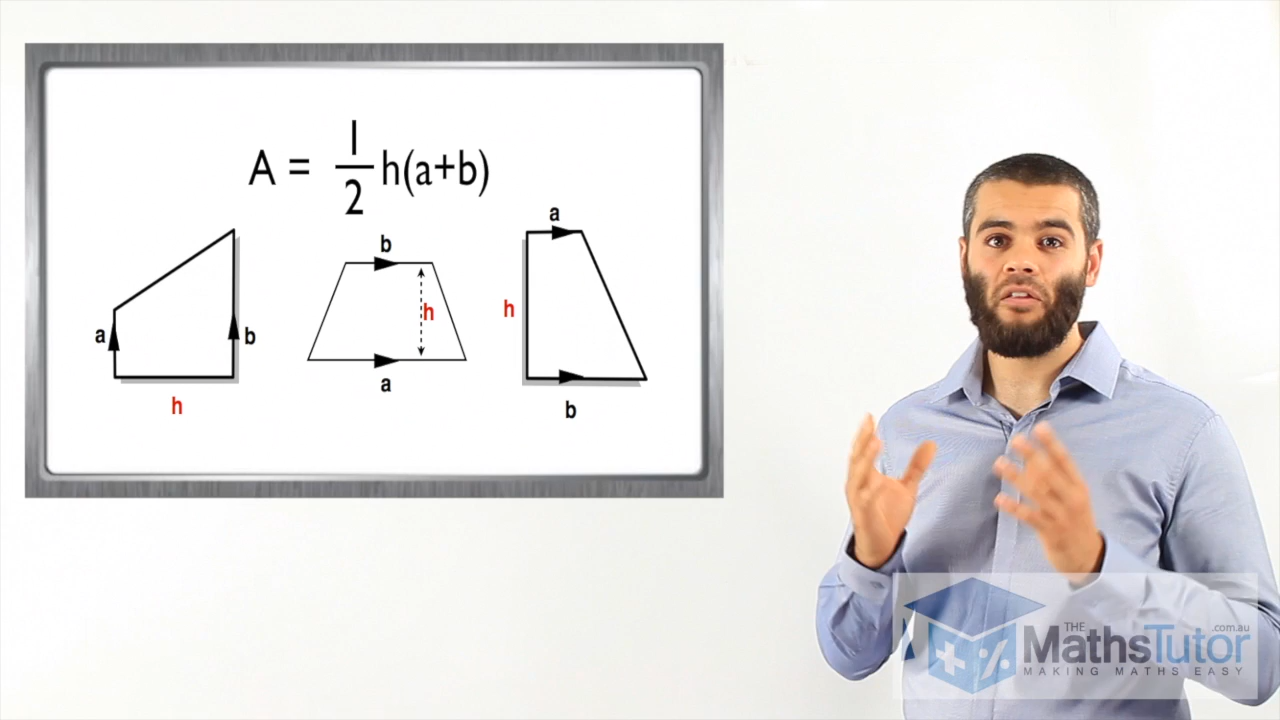 A = 1/2 h(a+b)
a
b
h
b
h
a
a
h
b
THE
MathsTutor
.com.au
MAKING MATHS EASY